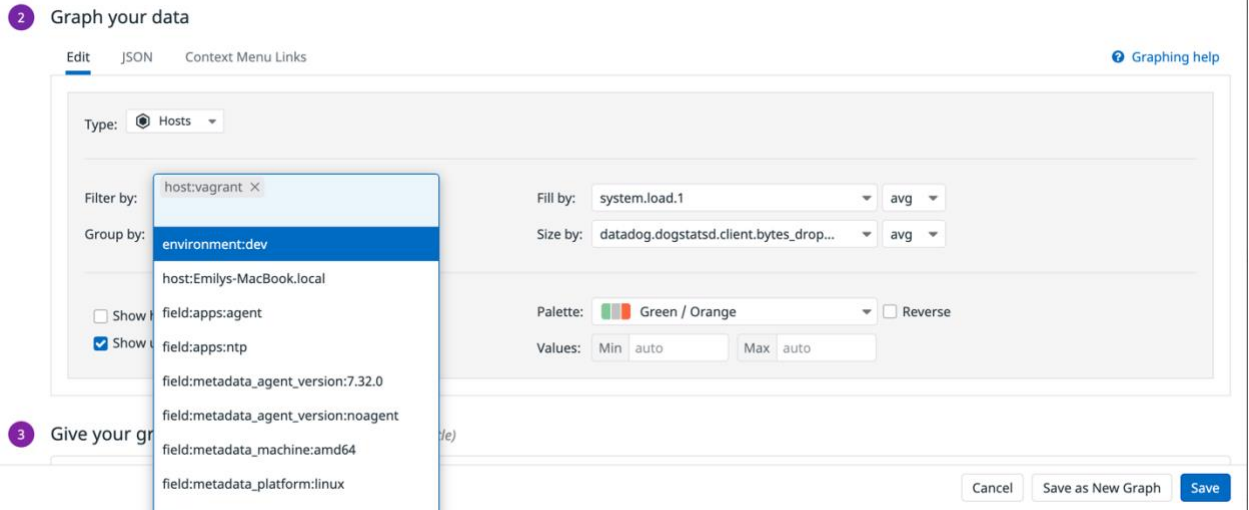 2 Graph your data
Edit JSON Context Menu Links Graphing help
Type: Hosts
Filter by: host:vagrant × Fill by: system.load.1 avg
Group by: Size by: datadog.dogstatsd.client.bytes_drop... avg
environment:dev
host:Emilys-MacBook.local
Show Palette: Green / Orange Reverse
field:apps:agent
Show Values: Min auto Max auto
field:apps:ntp
field:metadata_agent_version:7.32.0
field:metadata_agent_version:noagent
3 Give your
field:metadata_machine:amd64
field:metadata_platform:linux
Cancel Save as New Graph Save